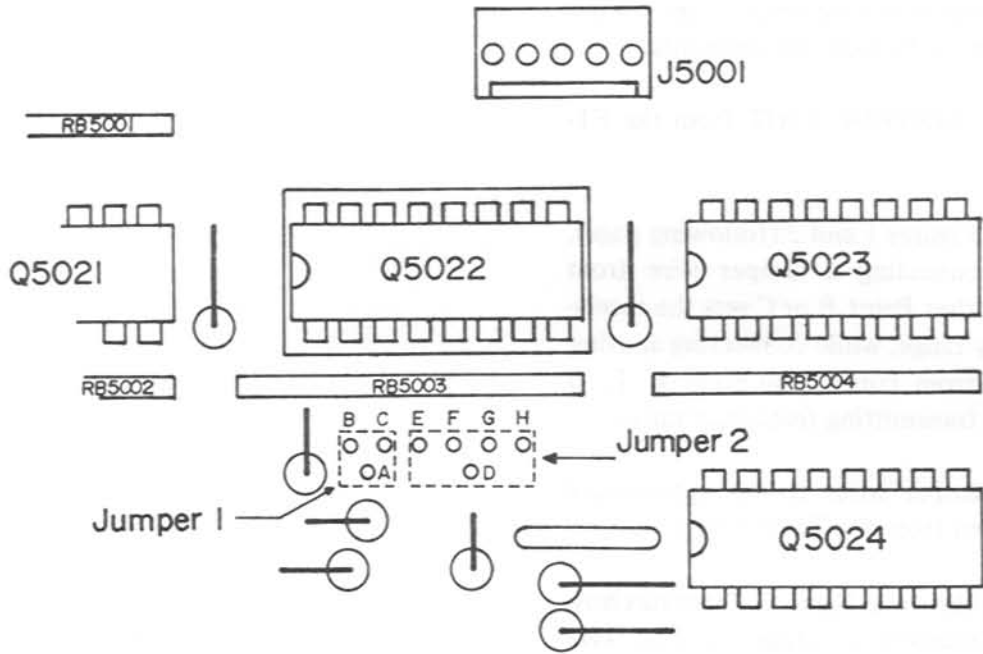 J5001
RB5001
Q5021
Q5022
Q5023
RB5002
RB5003
RB5004
B C E F G H
A D
Jumper 2
Jumper 1
Q5024